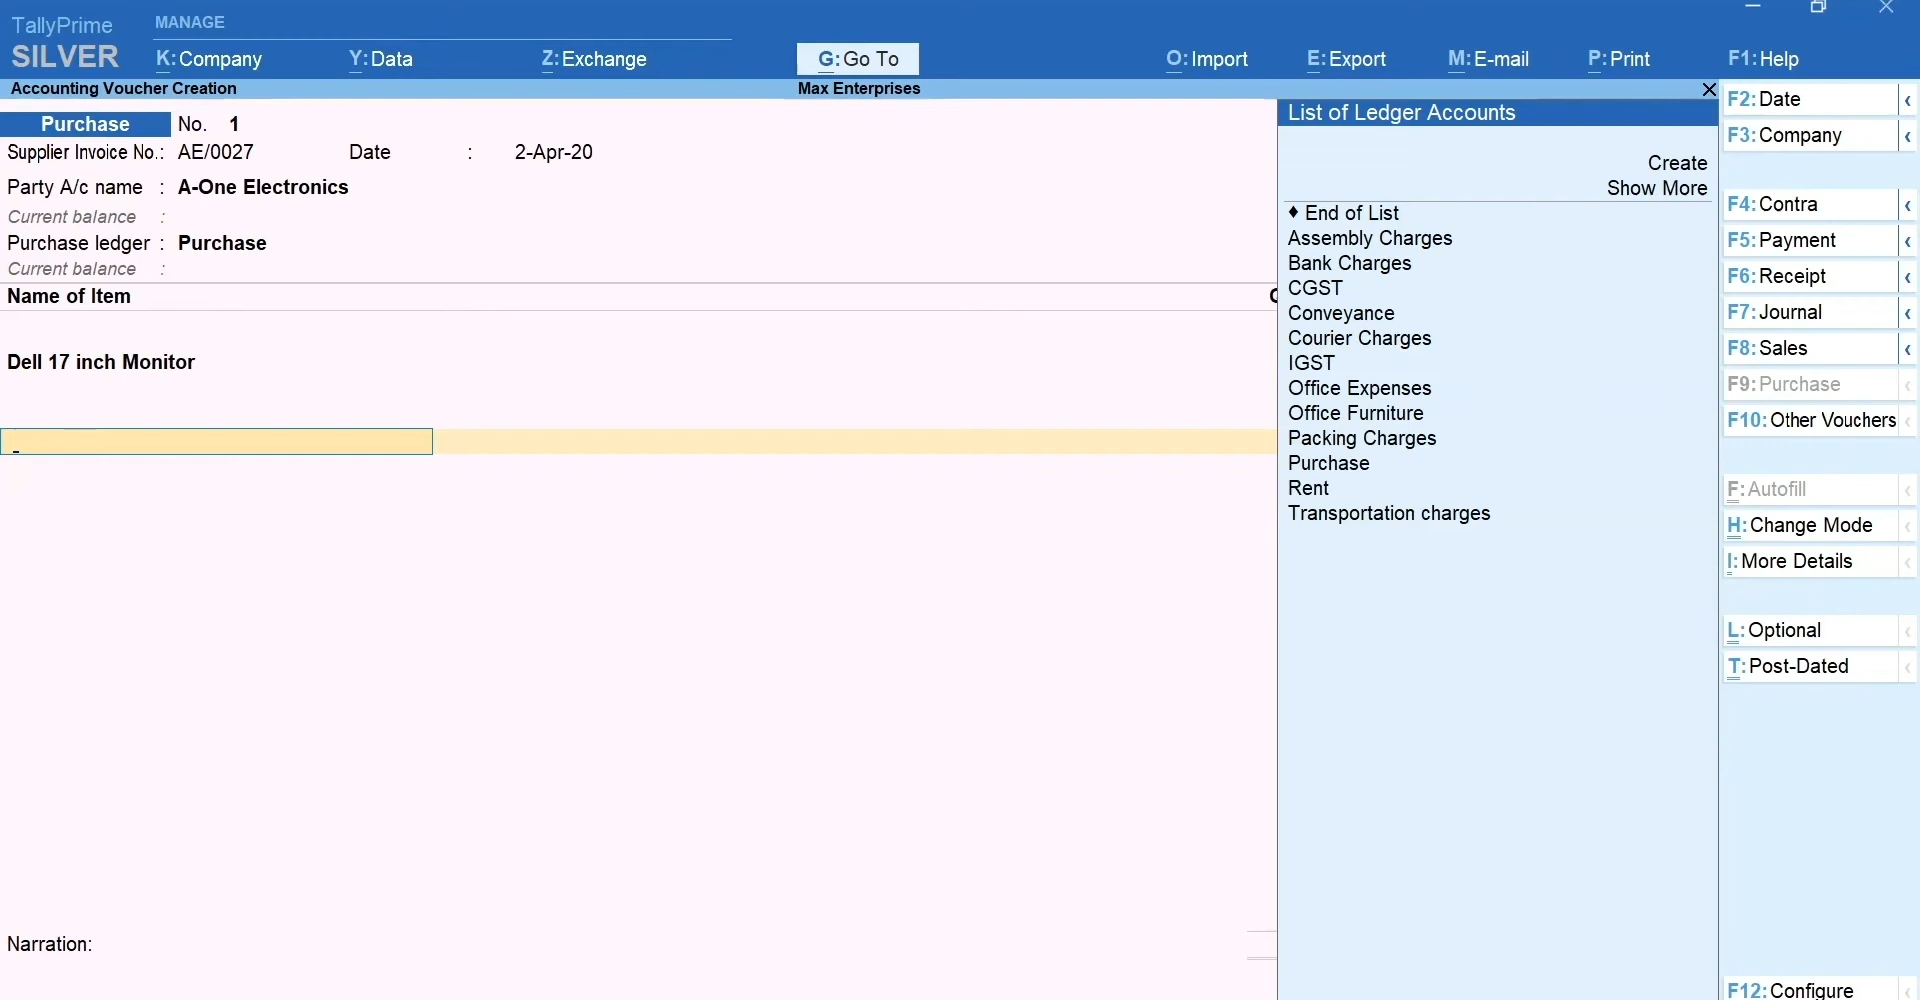 TallyPrime
SILVER
MANAGE
K: Company Y: Data Z: Exchange G: Go To O: Import E: Export M: E-mail P: Print F1: Help
Accounting Voucher Creation Max Enterprises
Purchase No. 1
Supplier Invoice No.: AE/0027 Date : 2-Apr-20
Party A/c name : A-One Electronics
Current balance :
Purchase ledger : Purchase
Current balance :
Name of Item
Dell 17 inch Monitor
Narration:
List of Ledger Accounts
Create
Show More
♦ End of List
Assembly Charges
Bank Charges
CGST
Conveyance
Courier Charges
IGST
Office Expenses
Office Furniture
Packing Charges
Purchase
Rent
Transportation charges
F2: Date
F3: Company
F4: Contra
F5: Payment
F6: Receipt
F7: Journal
F8: Sales
F9: Purchase
F10: Other Vouchers
F: Autofill
H: Change Mode
I: More Details
L: Optional
T: Post-Dated
F12: Configure